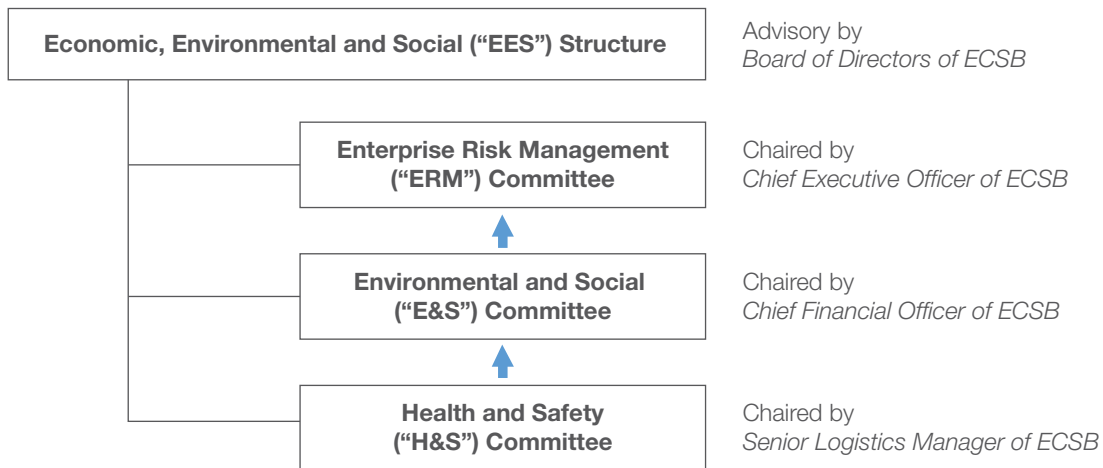 Economic, Environmental and Social (“EES”) Structure
Advisory by
Board of Directors of ECSB
Enterprise Risk Management
(“ERM”) Committee
Chaired by
Chief Executive Officer of ECSB
Environmental and Social
(“E&S”) Committee
Chaired by
Chief Financial Officer of ECSB
Health and Safety
(“H&S”) Committee
Chaired by
Senior Logistics Manager of ECSB